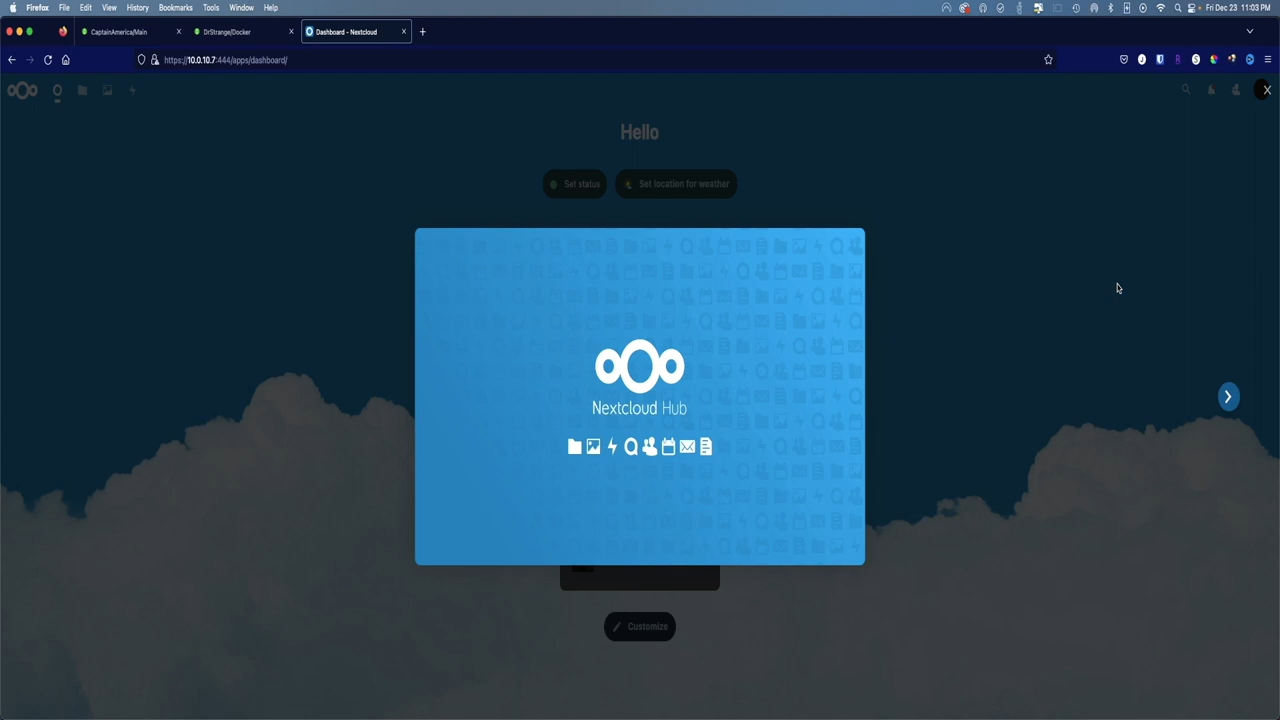 Firefox File Edit View History Bookmarks Tools Window Help Fri Dec 23 11:03 PM
CaptainAmerica/Main DrStrange/Docker Dashboard - Nextcloud
https://10.0.10.7:444/apps/dashboard/
Hello
Set status Set location for weather
Nextcloud Hub
Customize